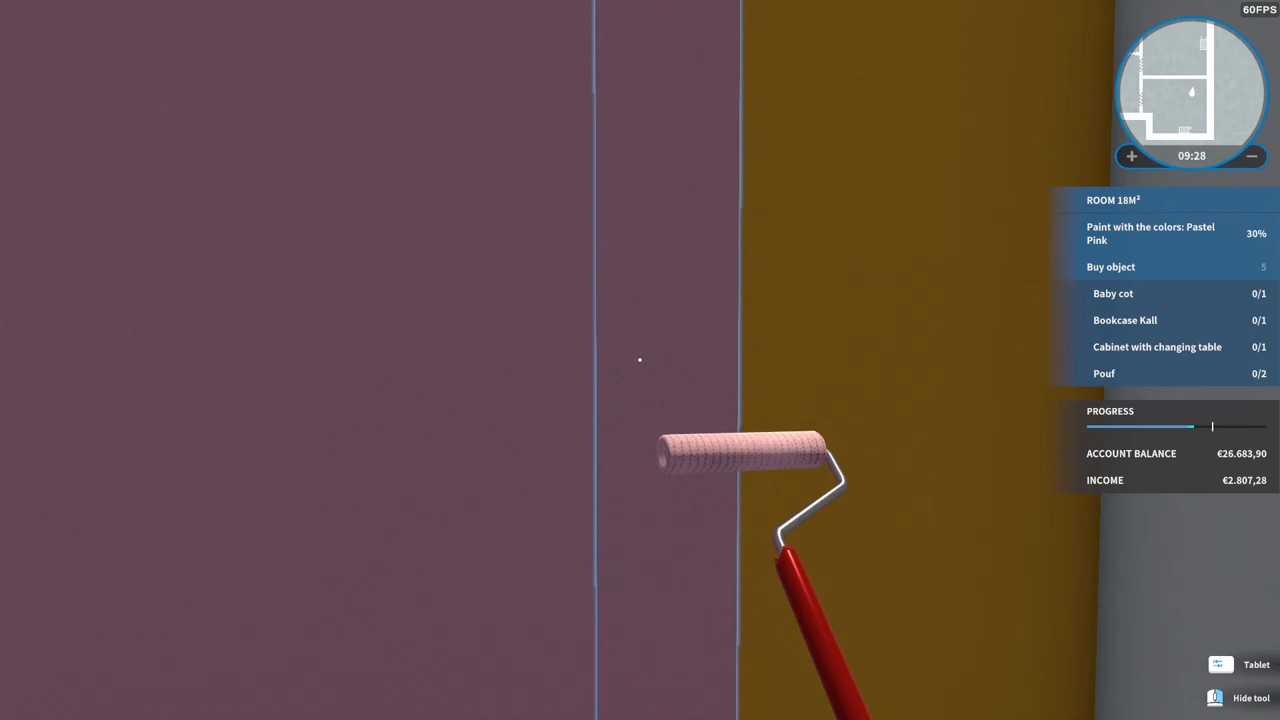 60FPS
09:28
ROOM 18M²
Paint with the colors: Pastel
Pink
30%
Buy object 5
Baby cot 0/1
Bookcase Kall 0/1
Cabinet with changing table 0/1
Pouf 0/2
PROGRESS
ACCOUNT BALANCE €26.683,90
INCOME €2.807,28
Tablet
Hide tool